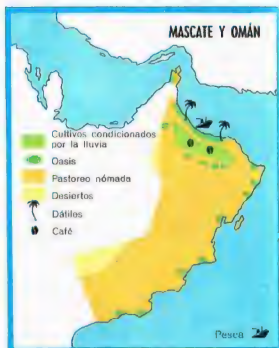 MASCATE Y OMÁN
Cultivos condicionados
por la lluvia
Oasis
Pastoreo nómada
Desiertos
Dátiles
Café
Pesca